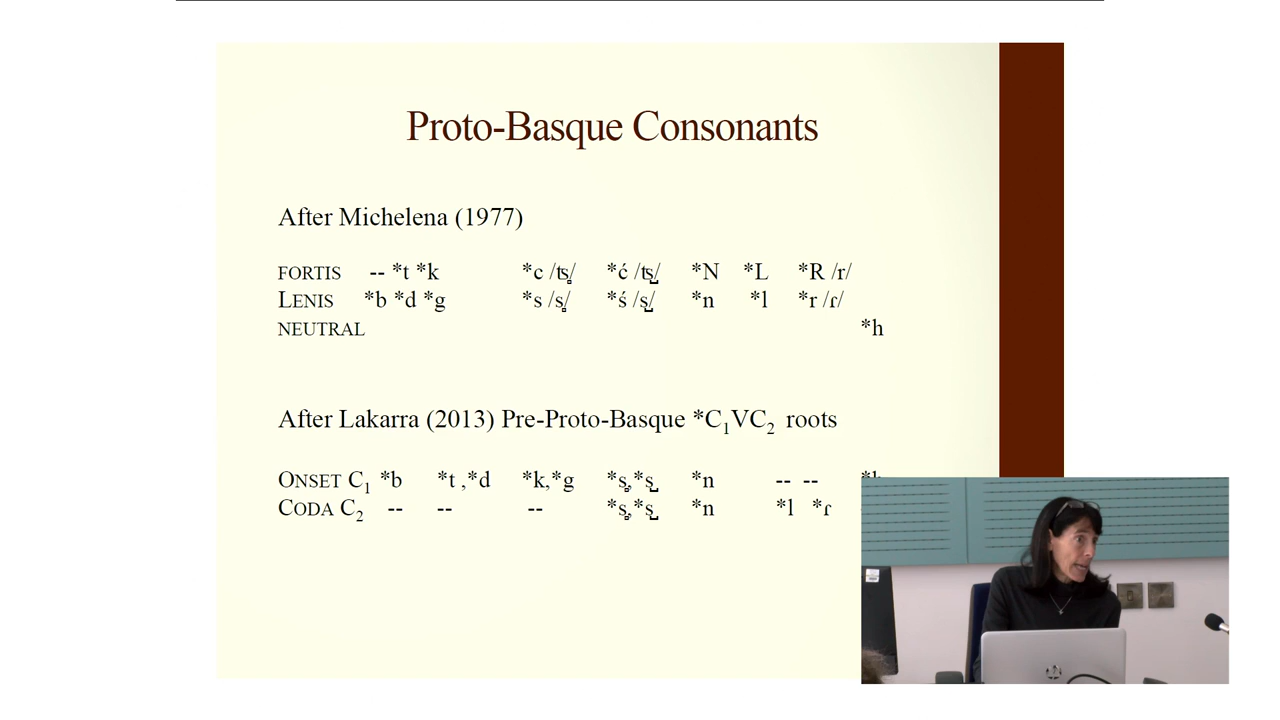 Proto-Basque Consonants
After Michelena (1977)
FORTIS -- *t *k *c /ts̻/ *ć /ts̺/ *N *L *R /r/
LENIS *b *d *g *s /s̻/ *ś /s̺/ *n *l *r /ɾ/
NEUTRAL *h
After Lakarra (2013) Pre-Proto-Basque *C₁VC₂ roots
ONSET C₁ *b *t ,*d *k,*g *s̻,*s̺ *n -- --
CODA C₂ -- -- -- *s̻,*s̺ *n *l *ɾ